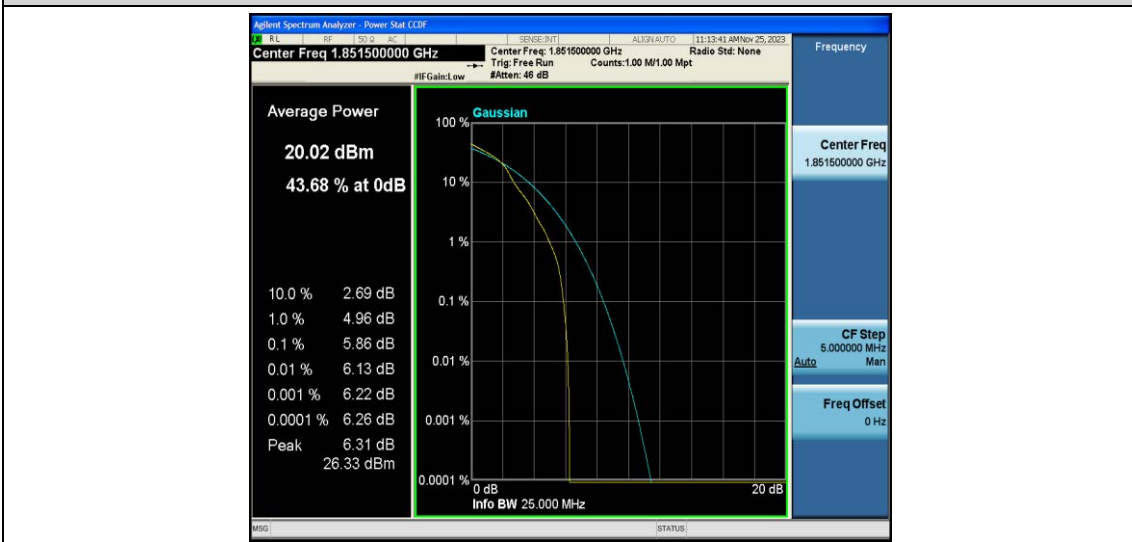 Agilent Spectrum Analyzer - Power Stat CCDF
RL RF 50 Ω AC SENSE:INT ALIGN AUTO 11:13:41 AM Nov 25, 2023
Center Freq 1.851500000 GHz
Center Freq: 1.851500000 GHz Radio Std: None
Trig: Free Run Counts:1.00 M/1.00 Mpt
#IFGain:Low #Atten: 46 dB
Frequency
Average Power
20.02 dBm
43.68 % at 0dB
10.0 % 2.69 dB
1.0 % 4.96 dB
0.1 % 5.86 dB
0.01 % 6.13 dB
0.001 % 6.22 dB
0.0001 % 6.26 dB
Peak 6.31 dB
26.33 dBm
Gaussian
100 %
10 %
1 %
0.1 %
0.01 %
0.001 %
0.0001 %
0 dB 20 dB
Info BW 25.000 MHz
Center Freq
1.851500000 GHz
CF Step
5.000000 MHz
Auto Man
Freq Offset
0 Hz
MSG STATUS